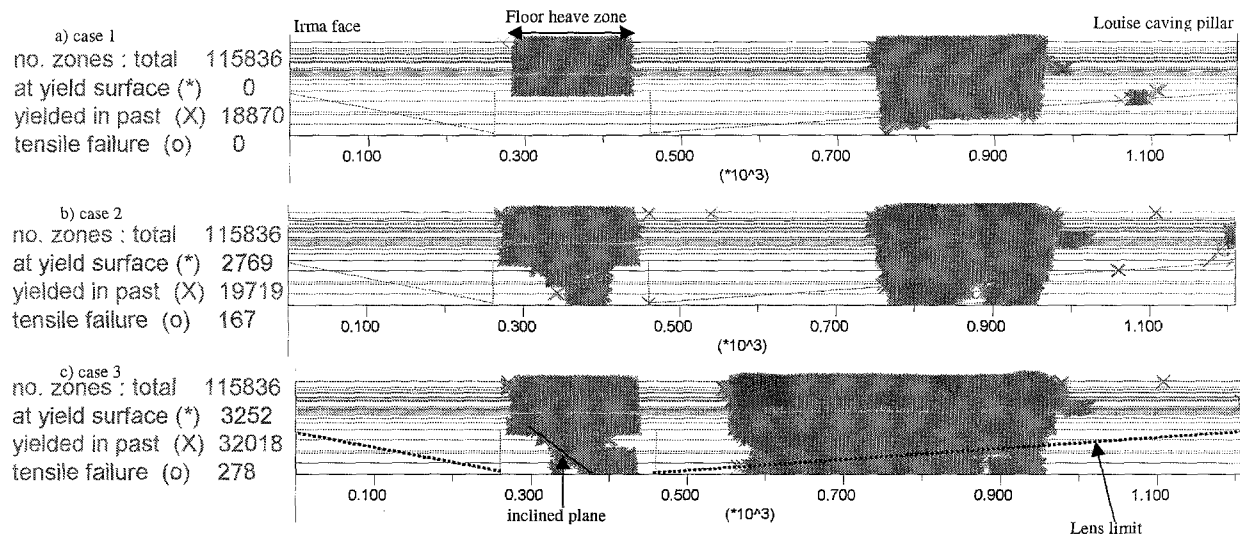 Irma face
Floor heave zone
Louise caving pillar
a) case 1
no. zones : total 115836
at yield surface (*) 0
yielded in past (X) 18870
tensile failure (o) 0
0.100 0.300 0.500 0.700 0.900 1.100
(*10^3)
b) case 2
no. zones : total 115836
at yield surface (*) 2769
yielded in past (X) 19719
tensile failure (o) 167
0.100 0.300 0.500 0.700 0.900 1.100
(*10^3)
c) case 3
no. zones : total 115836
at yield surface (*) 3252
yielded in past (X) 32018
tensile failure (o) 278
0.100 0.300 0.500 0.700 0.900 1.100
inclined plane
(*10^3)
Lens limit